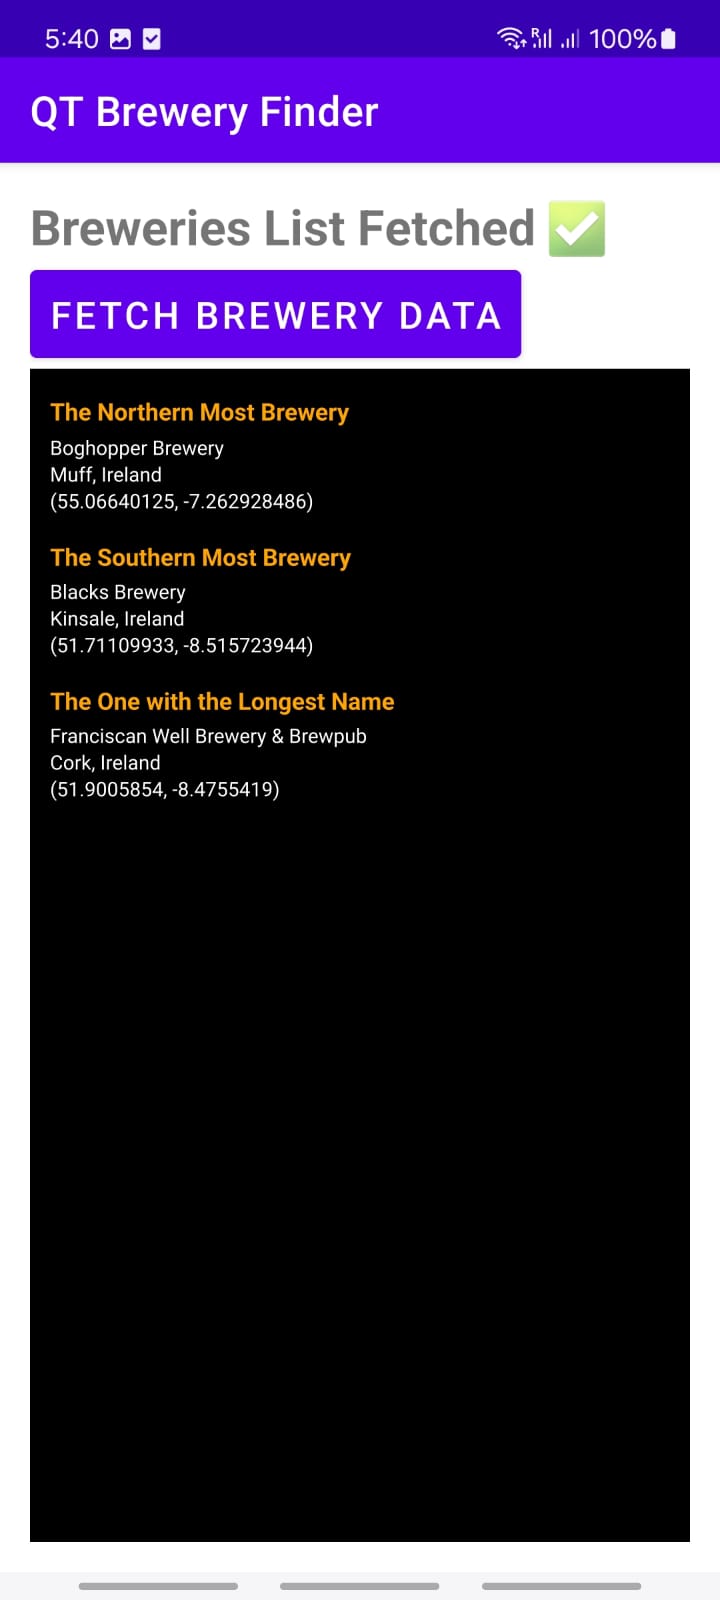 5:40 100%
QT Brewery Finder
Breweries List Fetched ✅
FETCH BREWERY DATA
The Northern Most Brewery
Boghopper Brewery
Muff, Ireland
(55.06640125, -7.262928486)
The Southern Most Brewery
Blacks Brewery
Kinsale, Ireland
(51.71109933, -8.515723944)
The One with the Longest Name
Franciscan Well Brewery & Brewpub
Cork, Ireland
(51.9005854, -8.4755419)